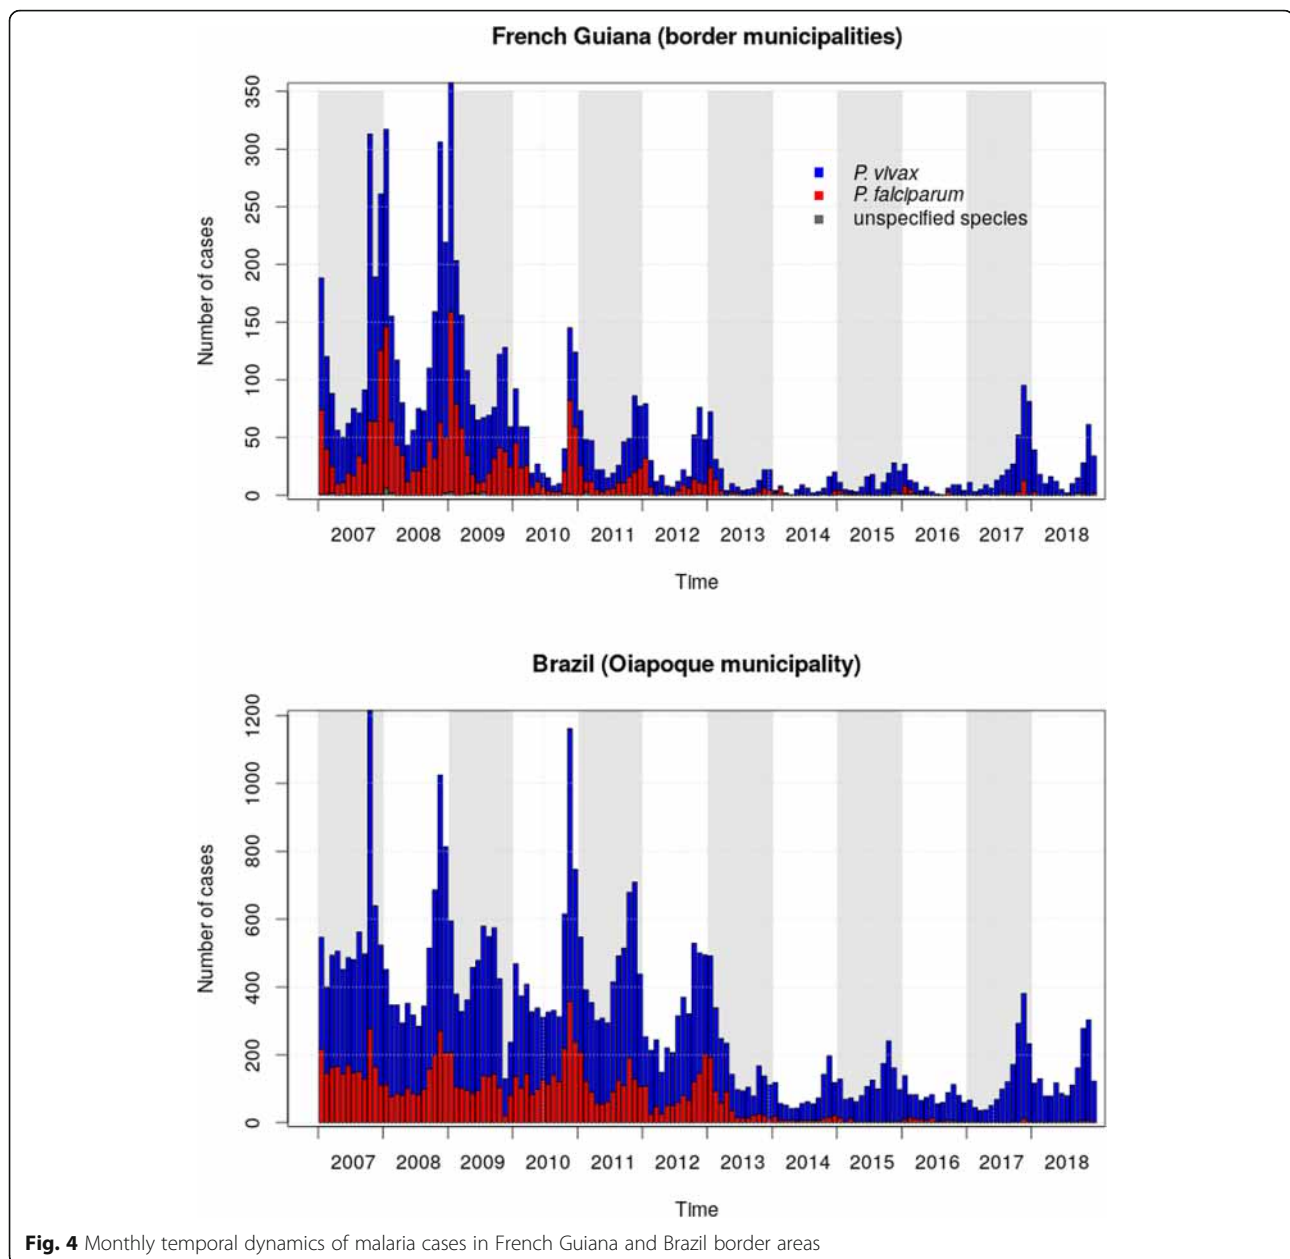 French Guiana (border municipalities)
350
300
250
200
150
100
50
0
Number of cases
P. vivax
P. falciparum
unspecified species
2007 2008 2009 2010 2011 2012 2013 2014 2015 2016 2017 2018
Time
Brazil (Oiapoque municipality)
1200
1000
800
600
400
200
0
Number of cases
2007 2008 2009 2010 2011 2012 2013 2014 2015 2016 2017 2018
Time
Fig. 4 Monthly temporal dynamics of malaria cases in French Guiana and Brazil border areas